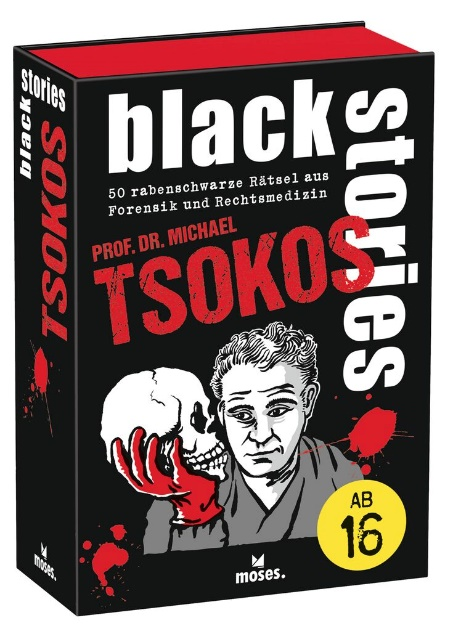 black stories
TSOKOS
black stories
50 rabenschwarze Rätsel aus
Forensik und Rechtsmedizin
PROF. DR. MICHAEL
TSOKOS
AB
16
moses.
moses.